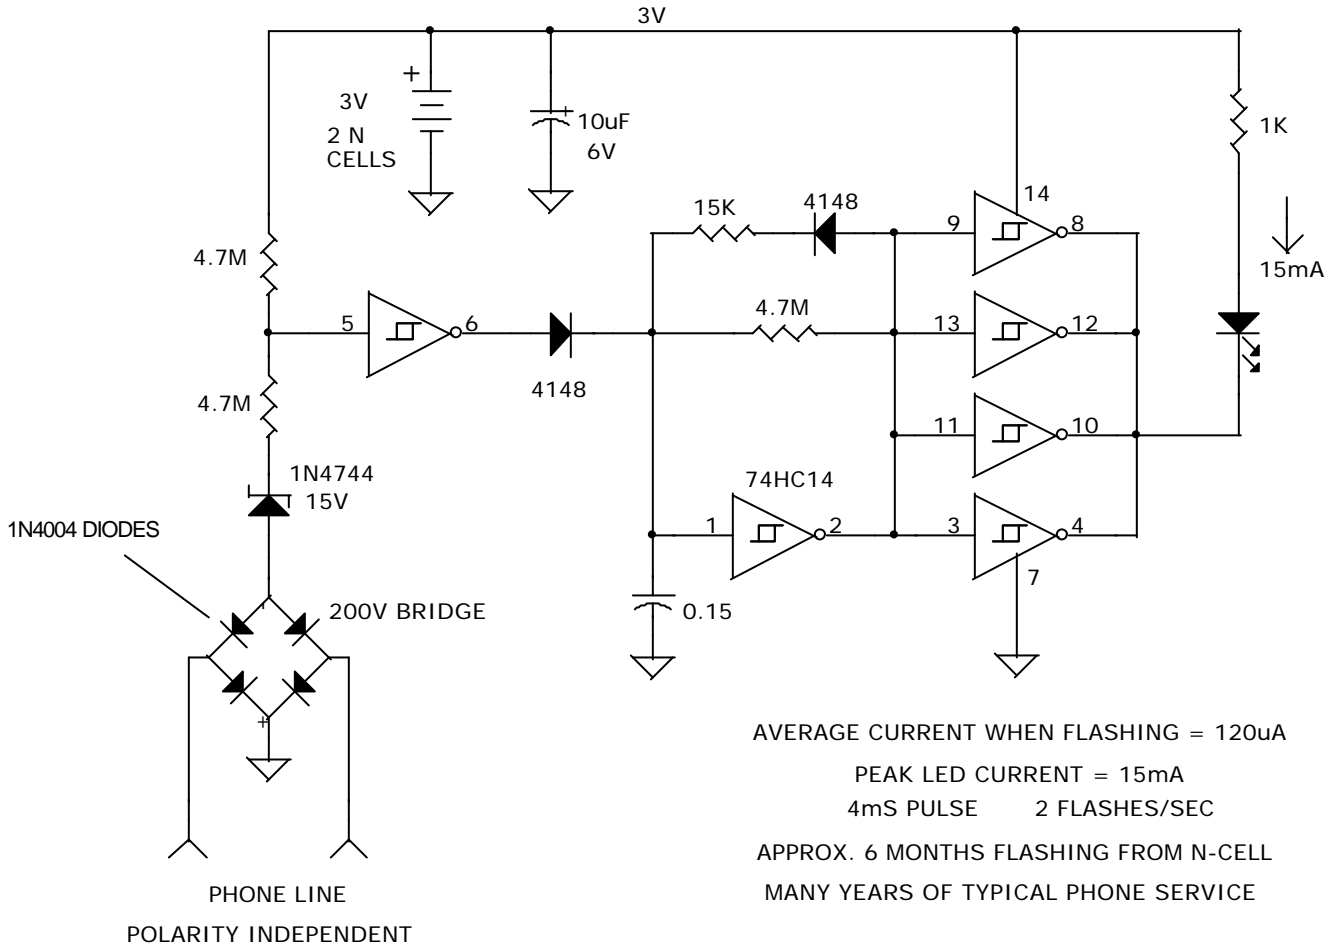 3V
+
3V
2 N
CELLS
+
10uF
6V
1K
15K
4148
14
9
8
15mA
4.7M
4.7M
5
6
13
12
4148
4.7M
11
10
1N4744
15V
74HC14
1
2
3
4
1N4004 DIODES
7
200V BRIDGE
0.15
-
+
AVERAGE CURRENT WHEN FLASHING = 120uA
PEAK LED CURRENT = 15mA
4mS PULSE 2 FLASHES/SEC
APPROX. 6 MONTHS FLASHING FROM N-CELL
MANY YEARS OF TYPICAL PHONE SERVICE
PHONE LINE
POLARITY INDEPENDENT